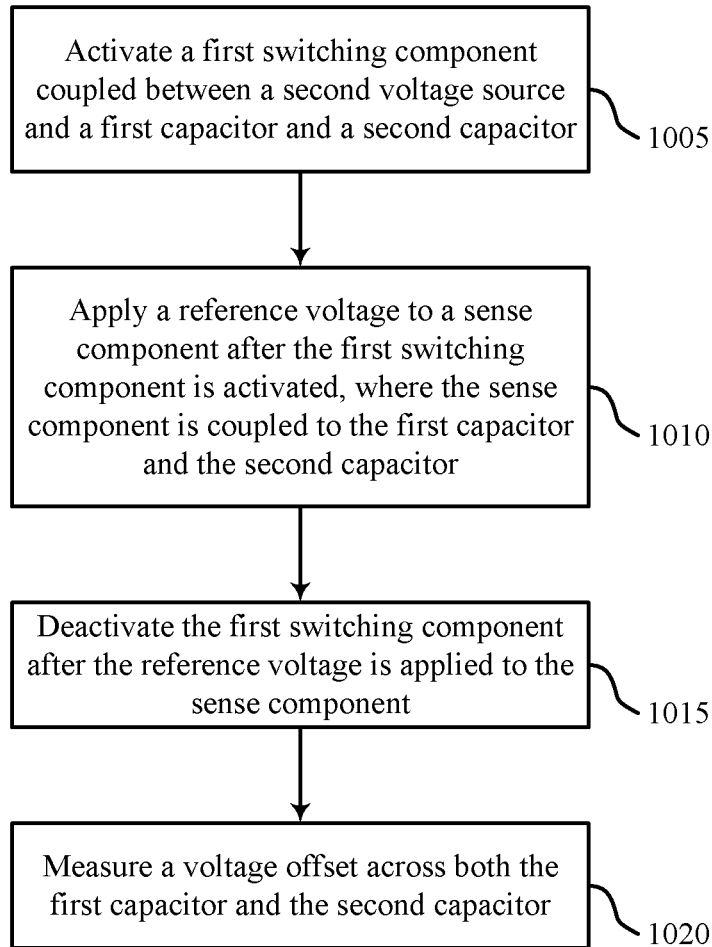 Activate a first switching component
coupled between a second voltage source
and a first capacitor and a second capacitor
1005
Apply a reference voltage to a sense
component after the first switching
component is activated, where the sense
component is coupled to the first capacitor
and the second capacitor
1010
Deactivate the first switching component
after the reference voltage is applied to the
sense component
1015
Measure a voltage offset across both the
first capacitor and the second capacitor
1020